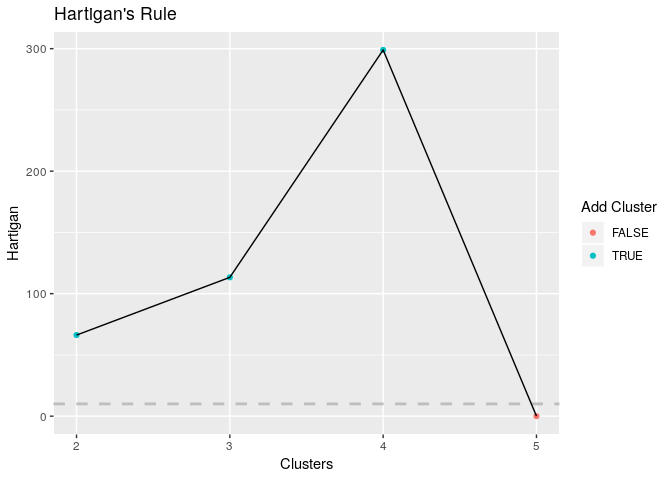 Hartigan's Rule
Hartigan
300
200
100
0
2 3 4 5
Clusters
Add Cluster
FALSE
TRUE